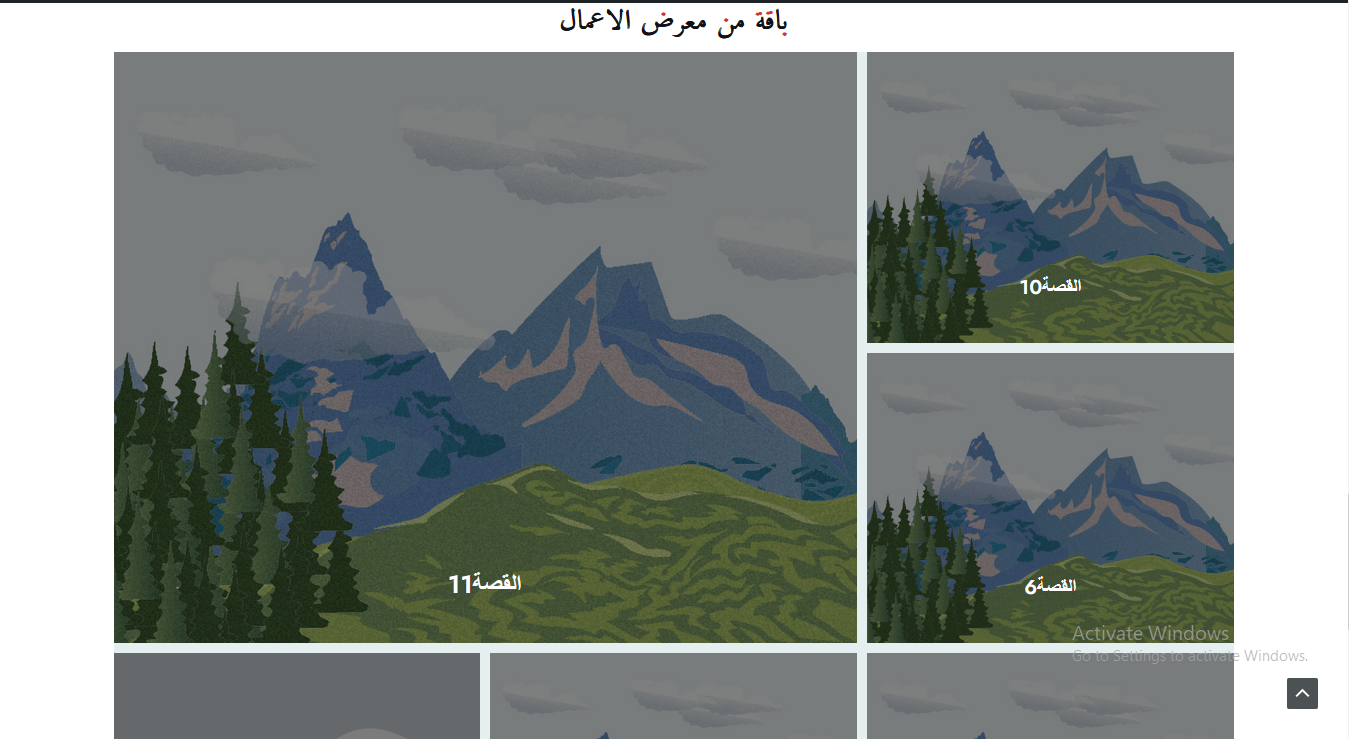 باقة من معرض الاعمال
القصة10
القصة11
القصة6
Activate Windows
Go to Settings to activate Windows.